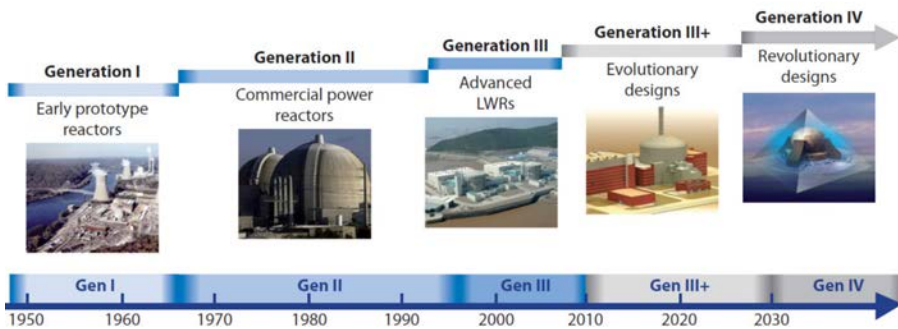 Generation I
Early prototype
reactors
Generation II
Commercial power
reactors
Generation III
Advanced
LWRs
Generation III+
Evolutionary
designs
Generation IV
Revolutionary
designs
Gen I
Gen II
Gen III
Gen III+
Gen IV
1950
1960
1970
1980
1990
2000
2010
2020
2030